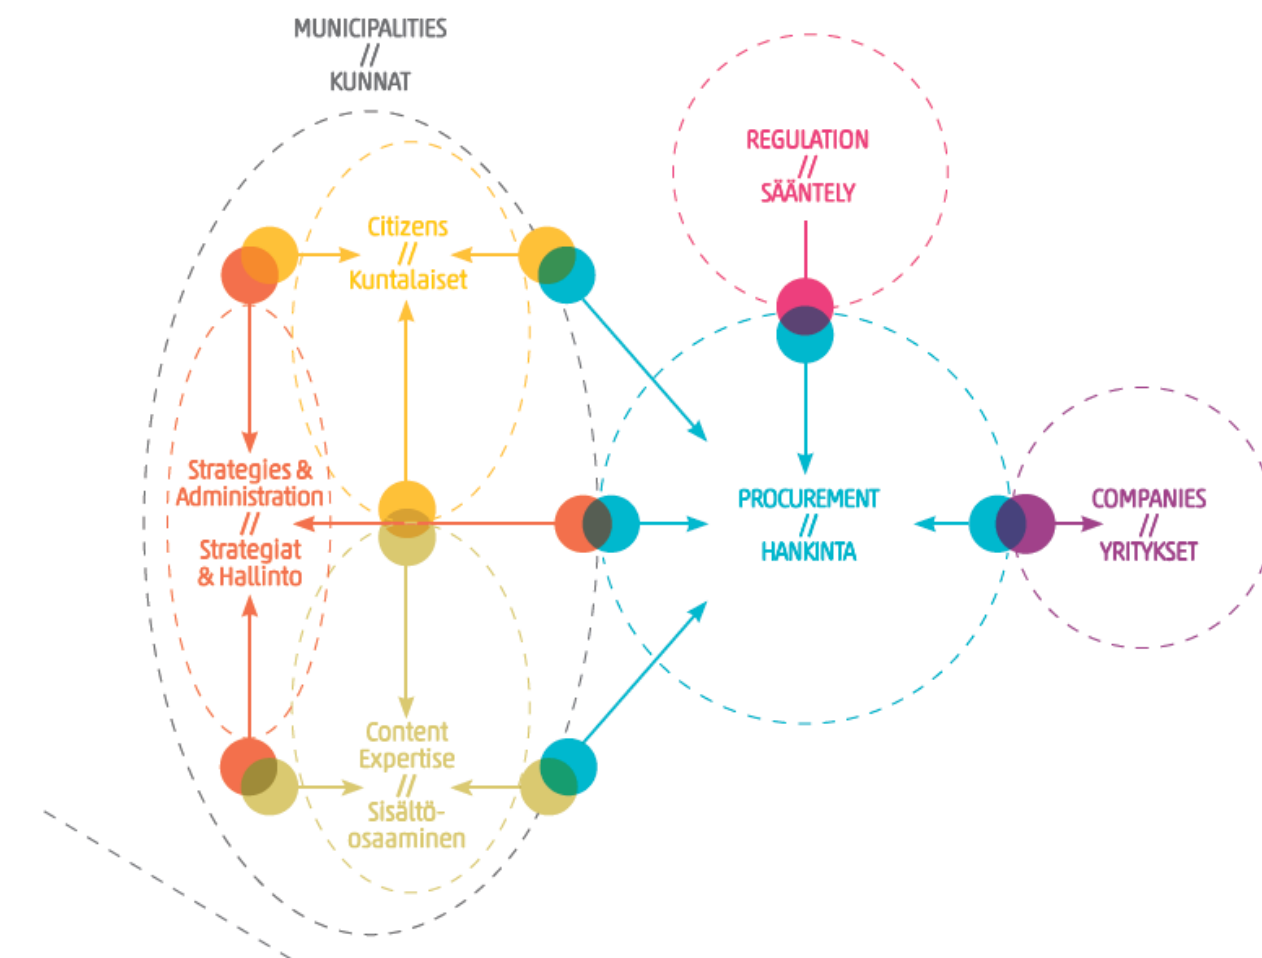 MUNICIPALITIES
//
KUNNAT
REGULATION
//
SÄÄNTELY
Citizens
//
Kuntalaiset
Strategies &
Administration
//
Strategiat
& Hallinto
PROCUREMENT
//
HANKINTA
COMPANIES
//
YRITYKSET
Content
Expertise
//
Sisältö-
osaaminen